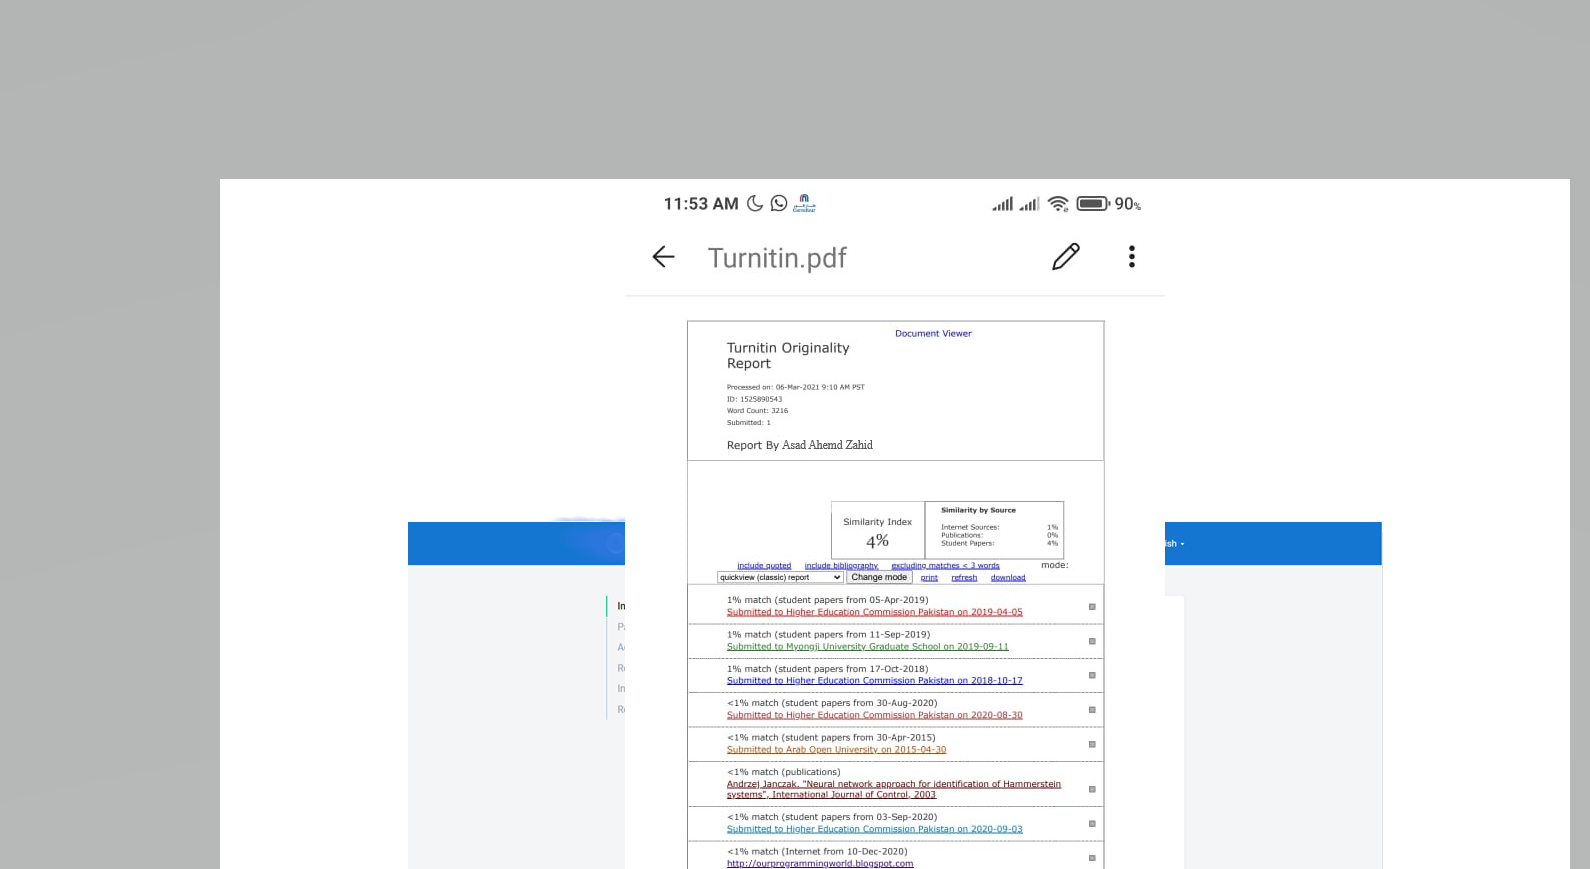 11:53 AM
90%
Turnitin.pdf
Document Viewer
Turnitin Originality
Report
Processed on: 06-Mar-2021 9:10 AM PST
ID: 1525890543
Word Count: 3216
Submitted: 1
Report By Asad Ahemd Zahid
Similarity Index
4%
Similarity by Source
Internet Sources: 1%
Publications: 0%
Student Papers: 4%
include quoted include bibliography excluding matches < 3 words mode:
quickview (classic) report Change mode print refresh download
1% match (student papers from 05-Apr-2019)
Submitted to Higher Education Commission Pakistan on 2019-04-05
1% match (student papers from 11-Sep-2019)
Submitted to Myongji University Graduate School on 2019-09-11
1% match (student papers from 17-Oct-2018)
Submitted to Higher Education Commission Pakistan on 2018-10-17
<1% match (student papers from 30-Aug-2020)
Submitted to Higher Education Commission Pakistan on 2020-08-30
<1% match (student papers from 30-Apr-2015)
Submitted to Arab Open University on 2015-04-30
<1% match (publications)
Andrzej Janczak. "Neural network approach for identification of Hammerstein
systems", International Journal of Control, 2003
<1% match (student papers from 03-Sep-2020)
Submitted to Higher Education Commission Pakistan on 2020-09-03
<1% match (Internet from 10-Dec-2020)
http://ourprogrammingworld.blogspot.com
ish
In
Pa
In